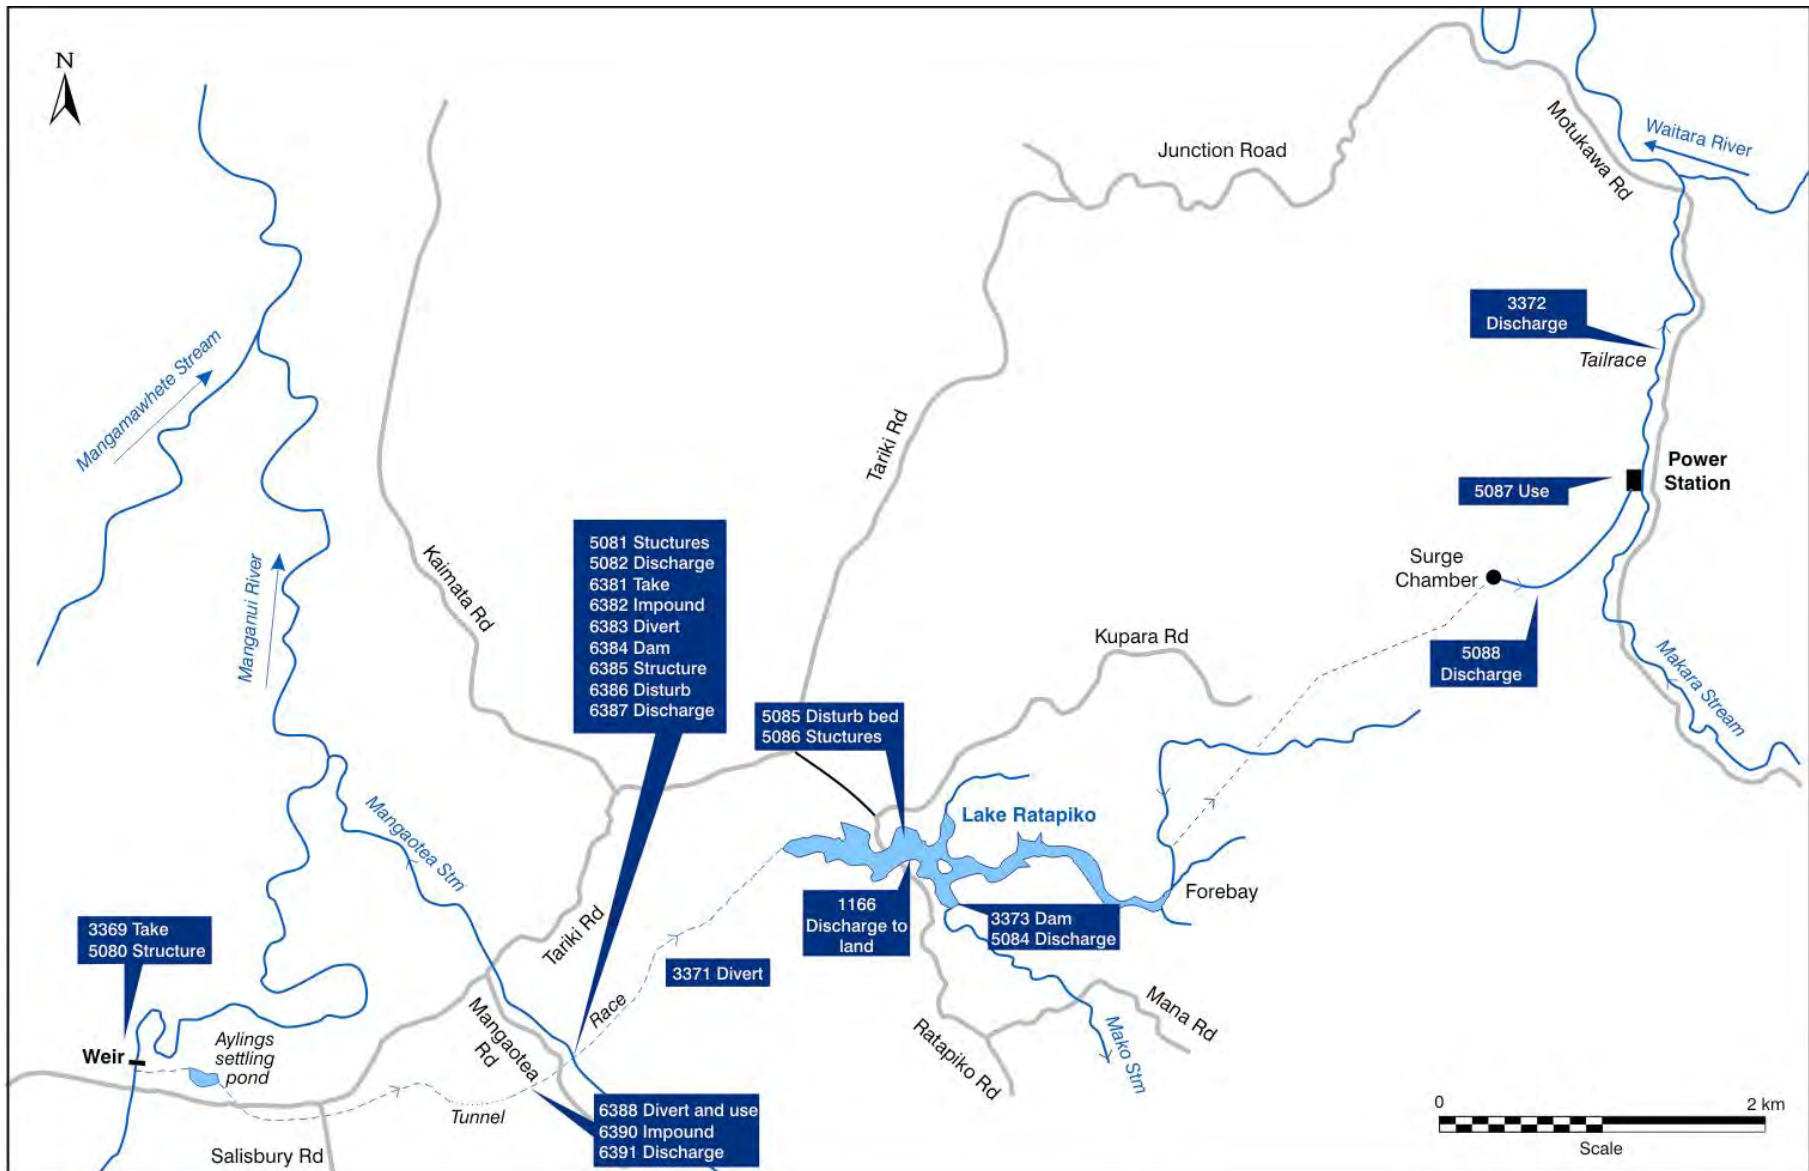 N
Junction Road
Motukawa Rd
Waitara River
3372
Discharge
Tailrace
Mangamawhete Stream
Tariki Rd
Power
Station
5087 Use
Manganui River
Kaimata Rd
5081 Stuctures
5082 Discharge
6381 Take
6382 Impound
6383 Divert
6384 Dam
6385 Structure
6386 Disturb
6387 Discharge
Surge
Chamber
Kupara Rd
5088
Discharge
Makara Stream
5085 Disturb bed
5086 Stuctures
Lake Ratapiko
Mangaotea Stm
Forebay
1166
Discharge to
land
3373 Dam
5084 Discharge
3369 Take
5080 Structure
Tariki Rd
3371 Divert
Race
Mangaotea
Rd
Mana Rd
Ratapiko Rd
Mako Stm
Weir
Aylings
settling
pond
Tunnel
6388 Divert and use
6390 Impound
6391 Discharge
Salisbury Rd
0 2 km
Scale